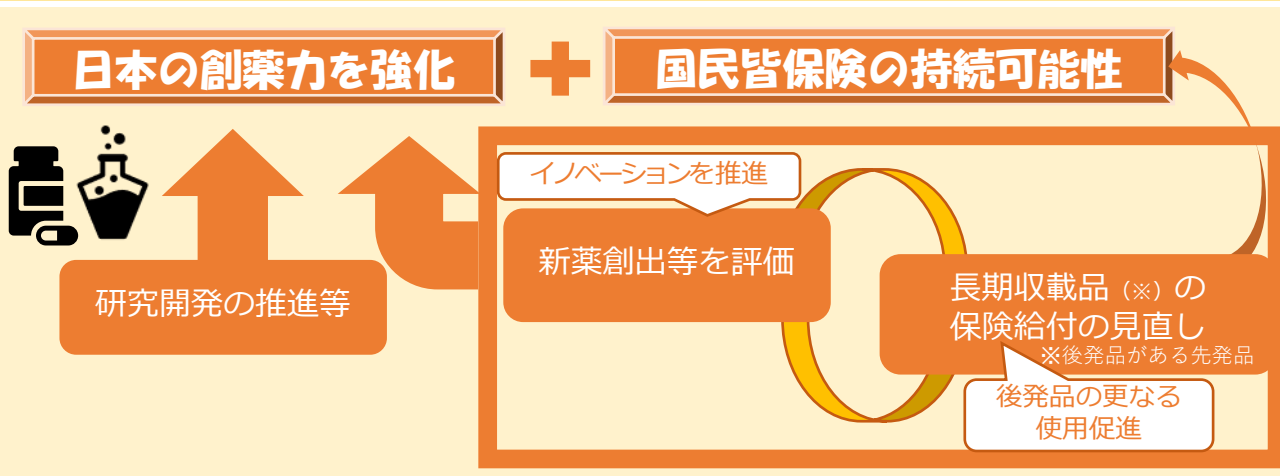 日本の創薬力を強化
国民皆保険の持続可能性
イノベーションを推進
新薬創出等を評価
研究開発の推進等
長期収載品(※)の
保険給付の見直し
※後発品がある先発品
後発品の更なる
使用促進